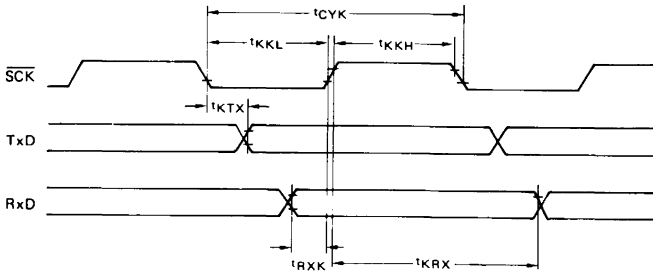 tCYK
tKKL
tKKH
SCK
tKTX
TxD
RxD
tRXK
tKRX